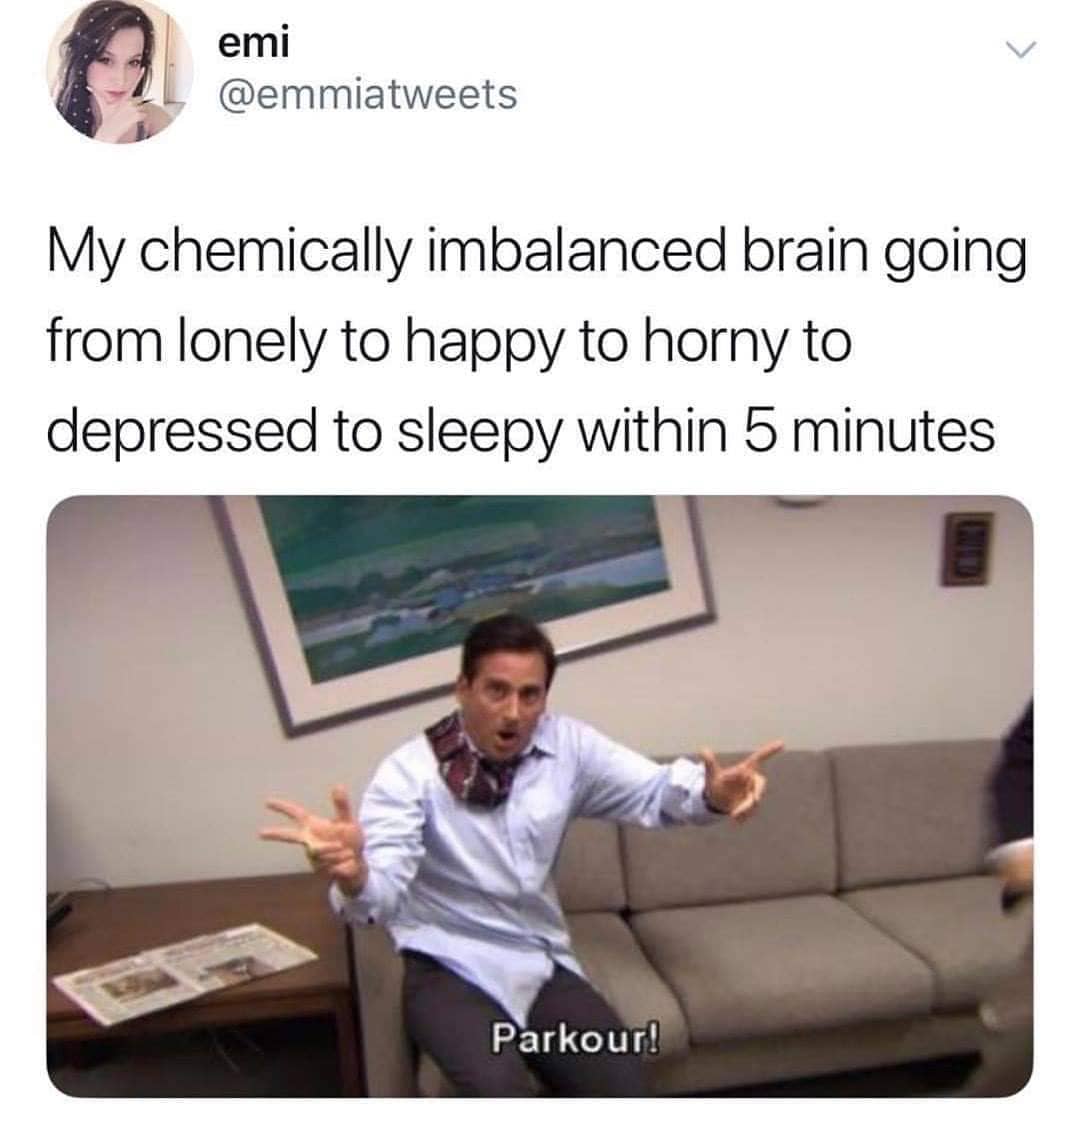 emi
@emmiatweets
My chemically imbalanced brain going
from lonely to happy to horny to
depressed to sleepy within 5 minutes
Parkour!